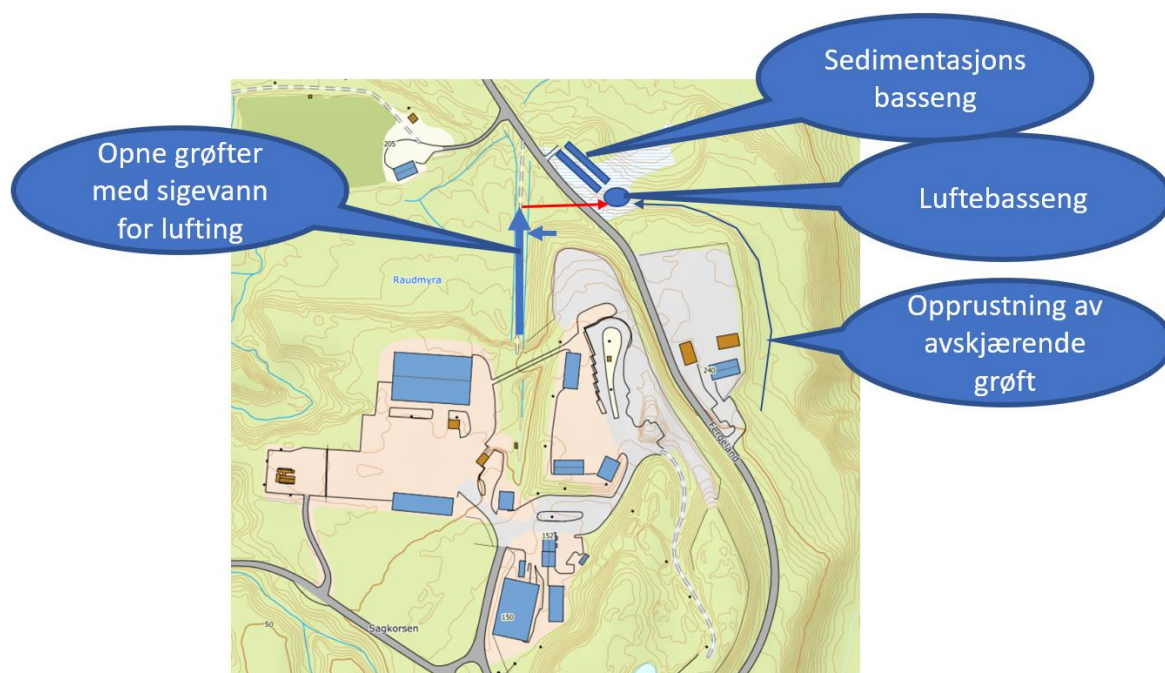 Sedimentasjons
basseng
Opne grøfter
med sigevann
for lufting
205
Luftebasseng
Raudmyra
Opprustning av
avskjærende
grøft
240
Fergeland
152
150
Sagkorsen
50